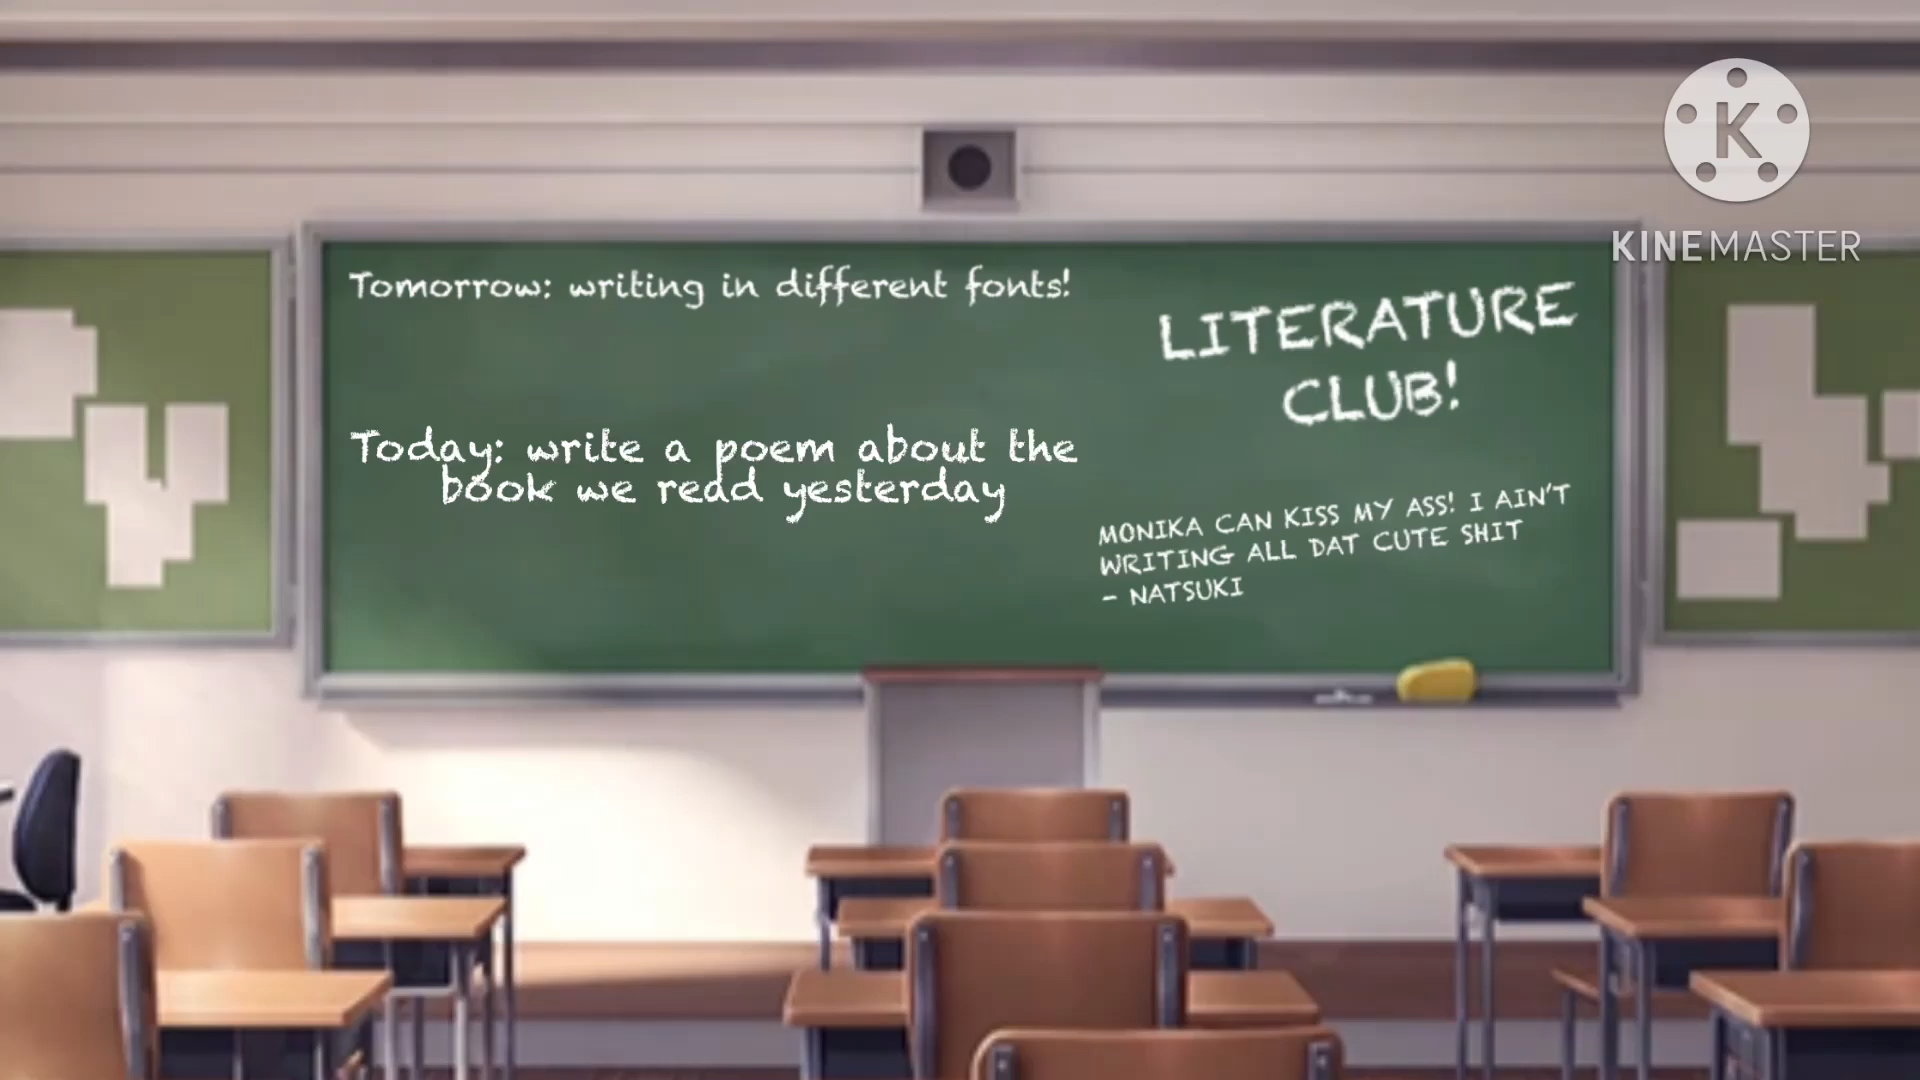 K
KINEMASTER
Tomorrow: writing in different fonts!
LITERATURE
CLUB!
Today: write a poem about the
book we read yesterday
MONIKA CAN KISS MY ASS! I AIN'T
WRITING ALL DAT CUTE SHIT
- NATSUKI